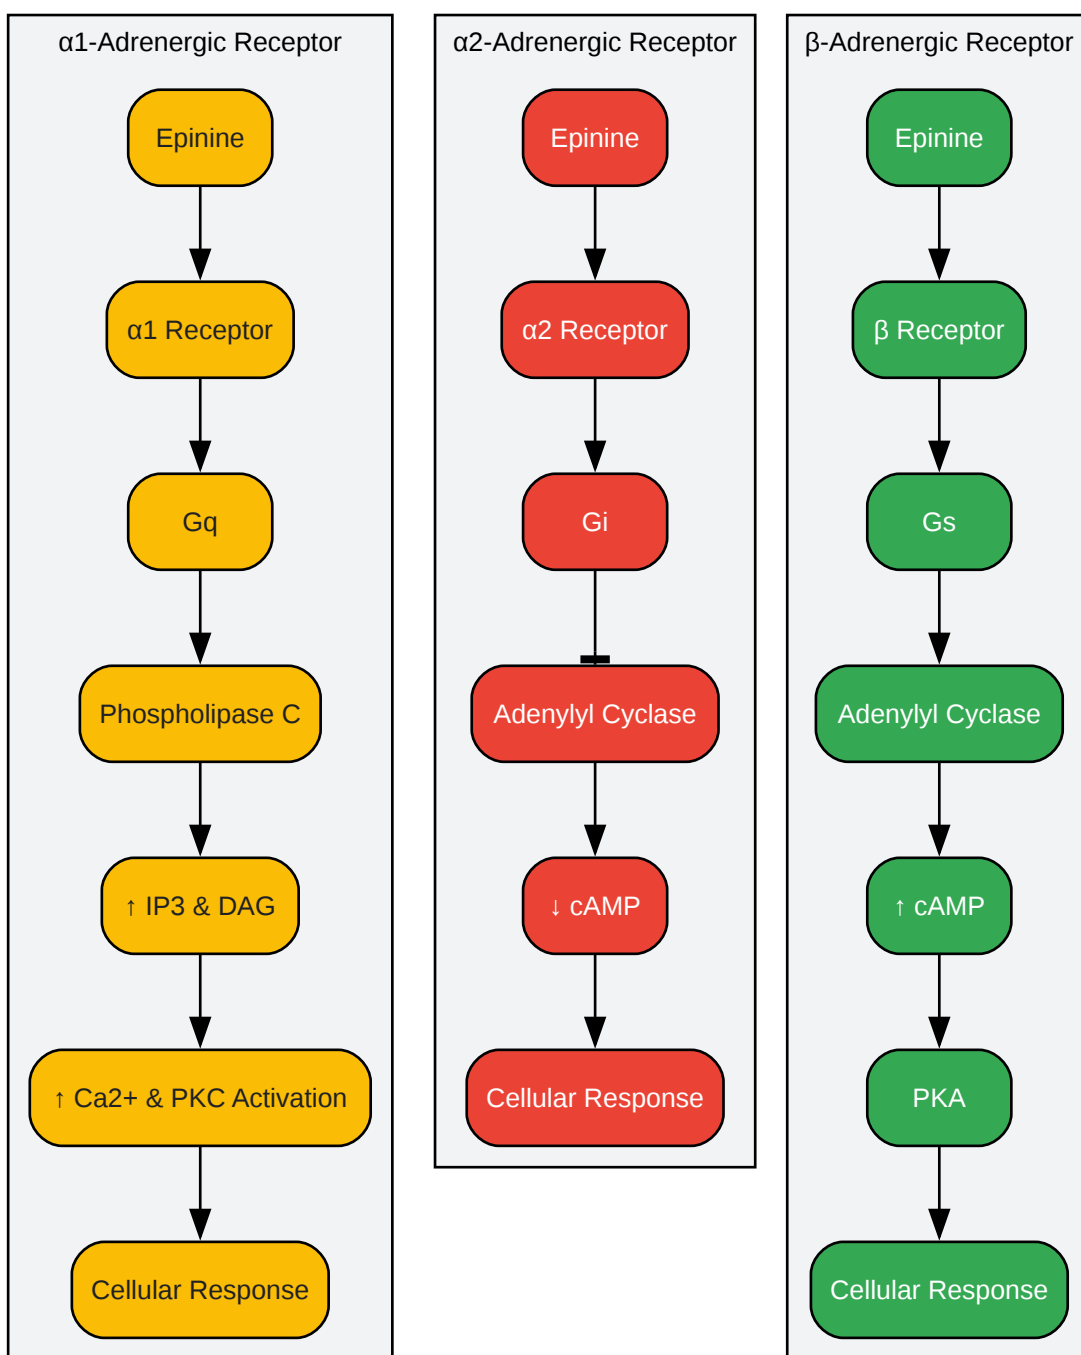 α1-Adrenergic Receptor
Epinine
α1 Receptor
Gq
Phospholipase C
↑ IP3 & DAG
↑ Ca2+ & PKC Activation
Cellular Response
α2-Adrenergic Receptor
Epinine
α2 Receptor
Gi
Adenylyl Cyclase
↓ cAMP
Cellular Response
β-Adrenergic Receptor
Epinine
β Receptor
Gs
Adenylyl Cyclase
↑ cAMP
PKA
Cellular Response